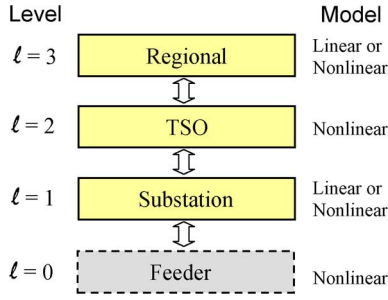 Level Model
ℓ = 3 Regional Linear or
Nonlinear
ℓ = 2 TSO Nonlinear
ℓ = 1 Substation Linear or
Nonlinear
ℓ = 0 Feeder Nonlinear